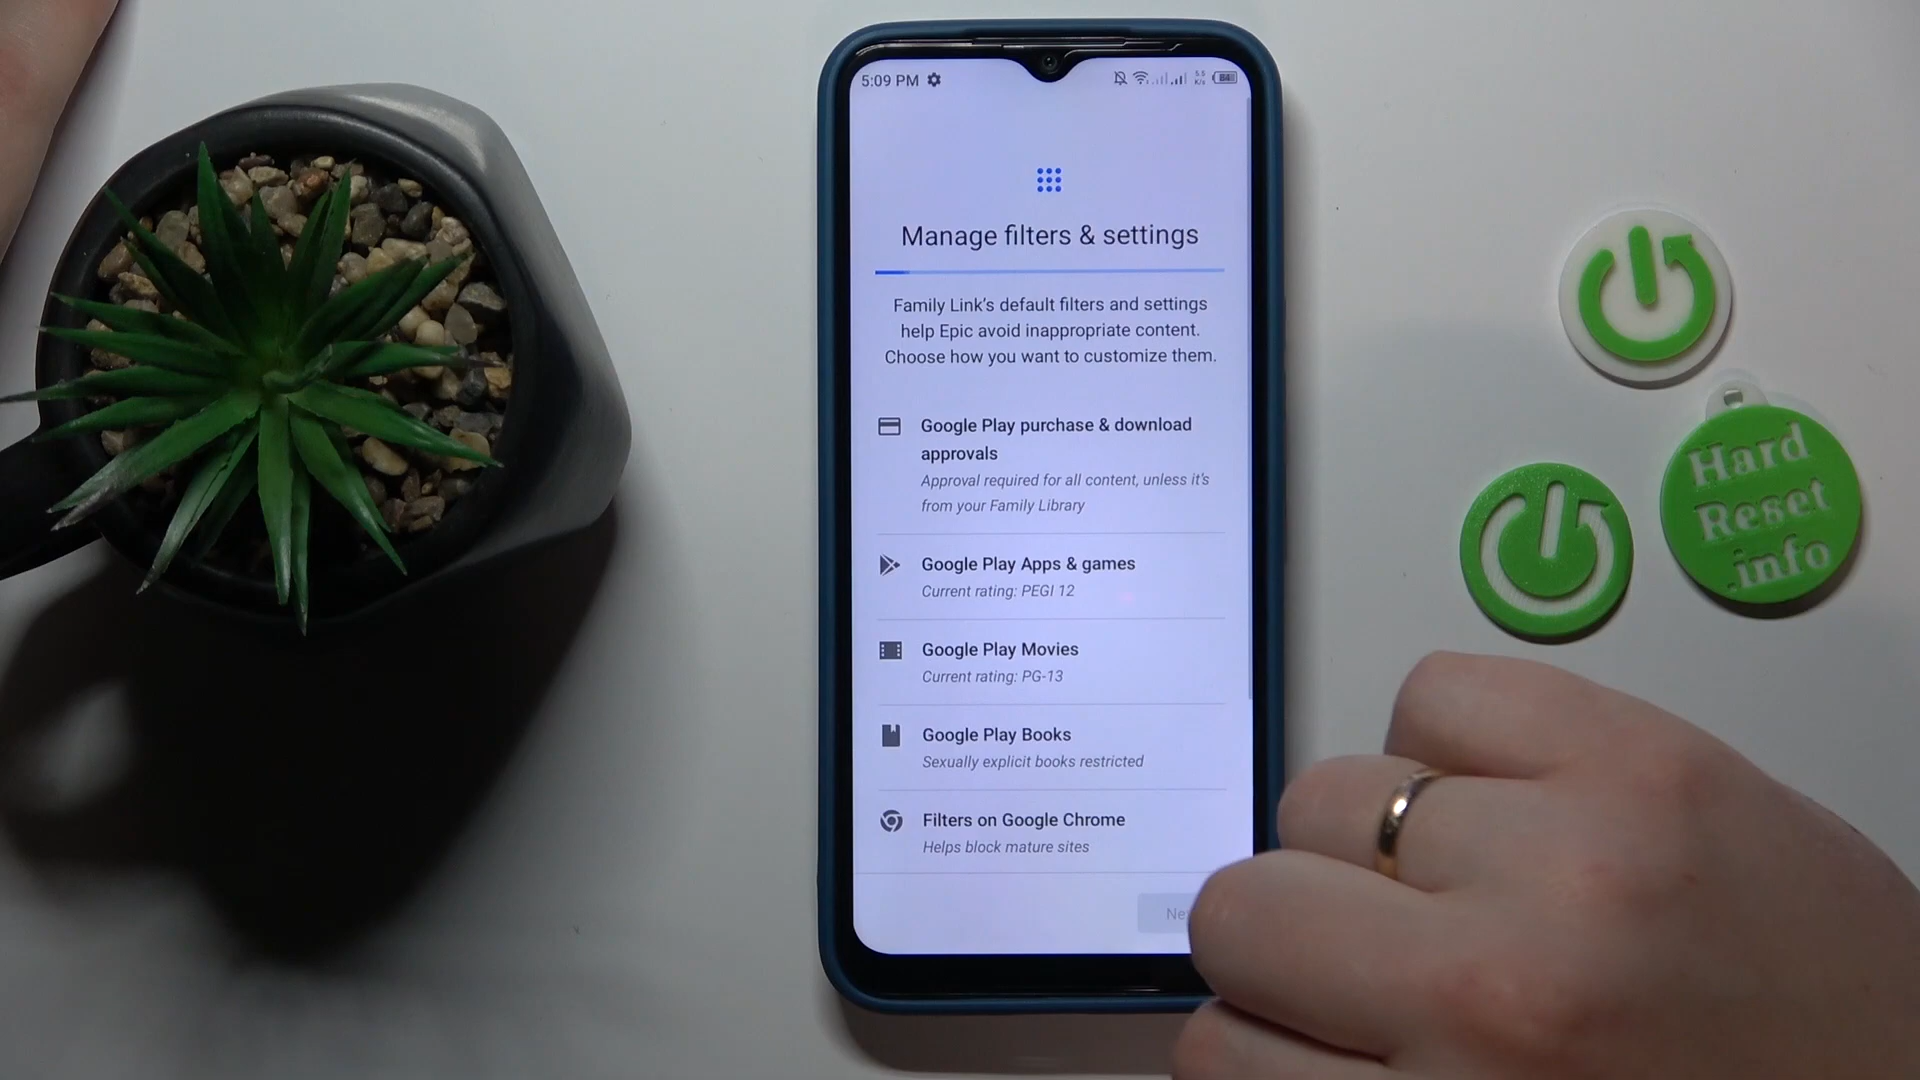 5:09 PM
5.5
K/s
84
Manage filters & settings
Family Link's default filters and settings
help Epic avoid inappropriate content.
Choose how you want to customize them.
Google Play purchase & download
approvals
Approval required for all content, unless it's
from your Family Library
Google Play Apps & games
Current rating: PEGI 12
Google Play Movies
Current rating: PG-13
Google Play Books
Sexually explicit books restricted
Filters on Google Chrome
Helps block mature sites
Hard
Reset
.info